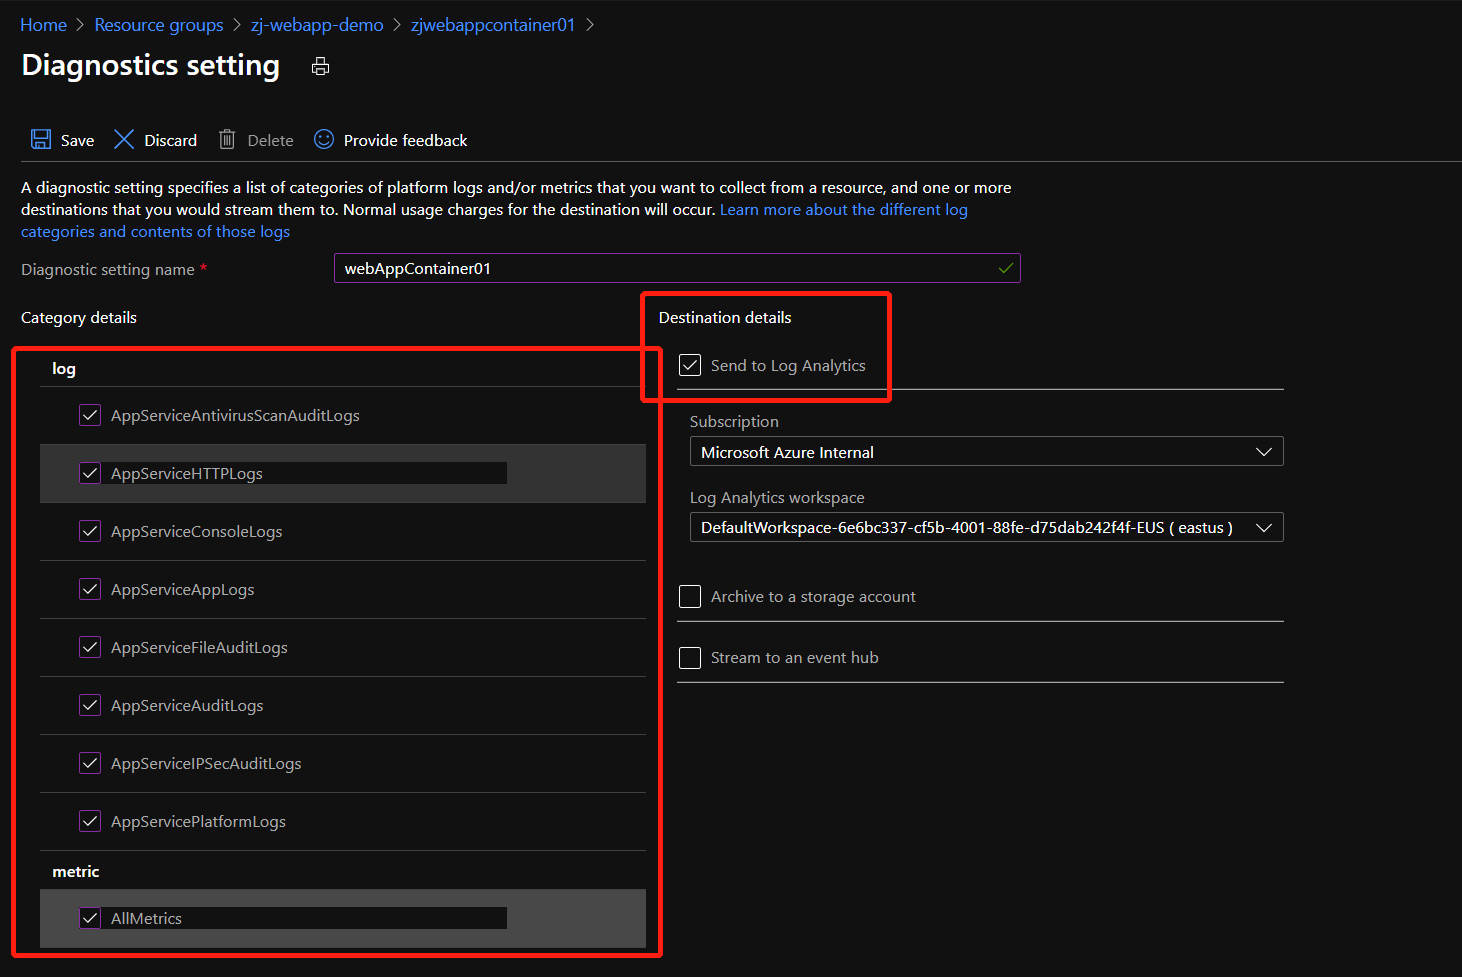 Home > Resource groups > zj-webapp-demo > zjwebappcontainer01 >
Diagnostics setting
Save Discard Delete Provide feedback
A diagnostic setting specifies a list of categories of platform logs and/or metrics that you want to collect from a resource, and one or more
destinations that you would stream them to. Normal usage charges for the destination will occur. Learn more about the different log
categories and contents of those logs
Diagnostic setting name *
webAppContainer01
Category details
log
AppServiceAntivirusScanAuditLogs
AppServiceHTTPLogs
AppServiceConsoleLogs
AppServiceAppLogs
AppServiceFileAuditLogs
AppServiceAuditLogs
AppServiceIPSecAuditLogs
AppServicePlatformLogs
metric
AllMetrics
Destination details
Send to Log Analytics
Subscription
Microsoft Azure Internal
Log Analytics workspace
DefaultWorkspace-6e6bc337-cf5b-4001-88fe-d75dab242f4f-EUS ( eastus )
Archive to a storage account
Stream to an event hub